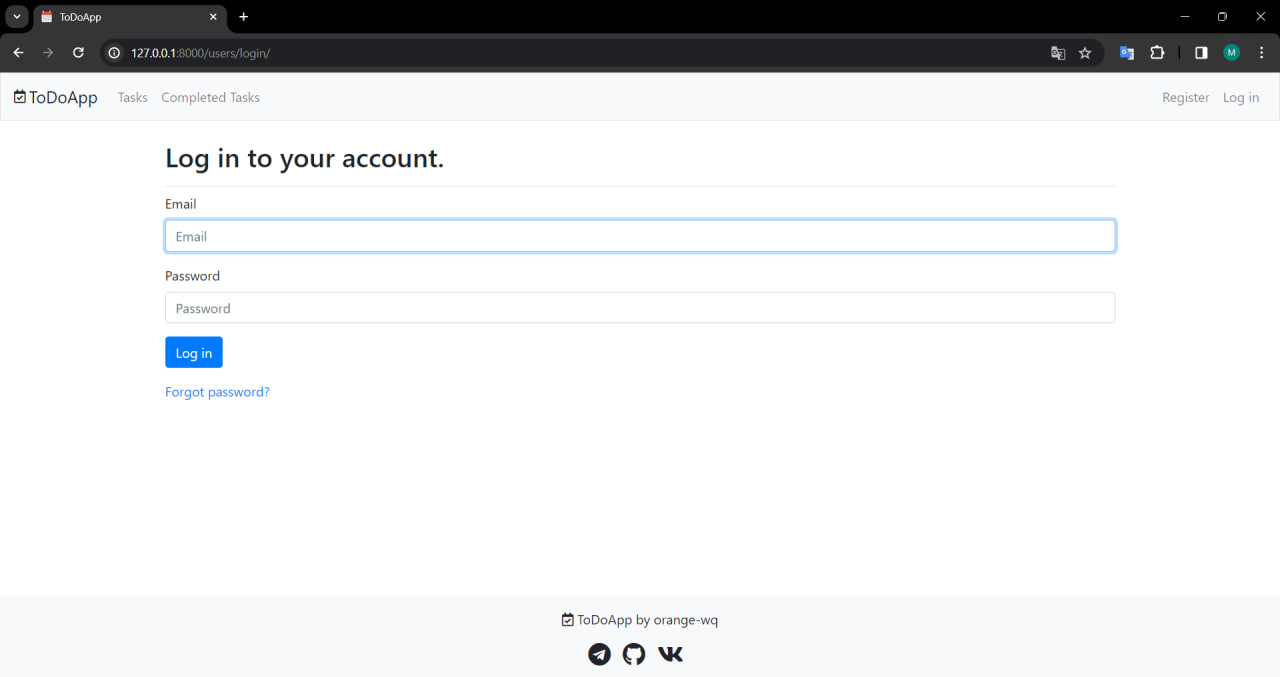 ToDoApp
127.0.0.1:8000/users/login/
M
ToDoApp Tasks Completed Tasks Register Log in
Log in to your account.
Email
Email
Password
Password
Log in
Forgot password?
ToDoApp by orange-wq